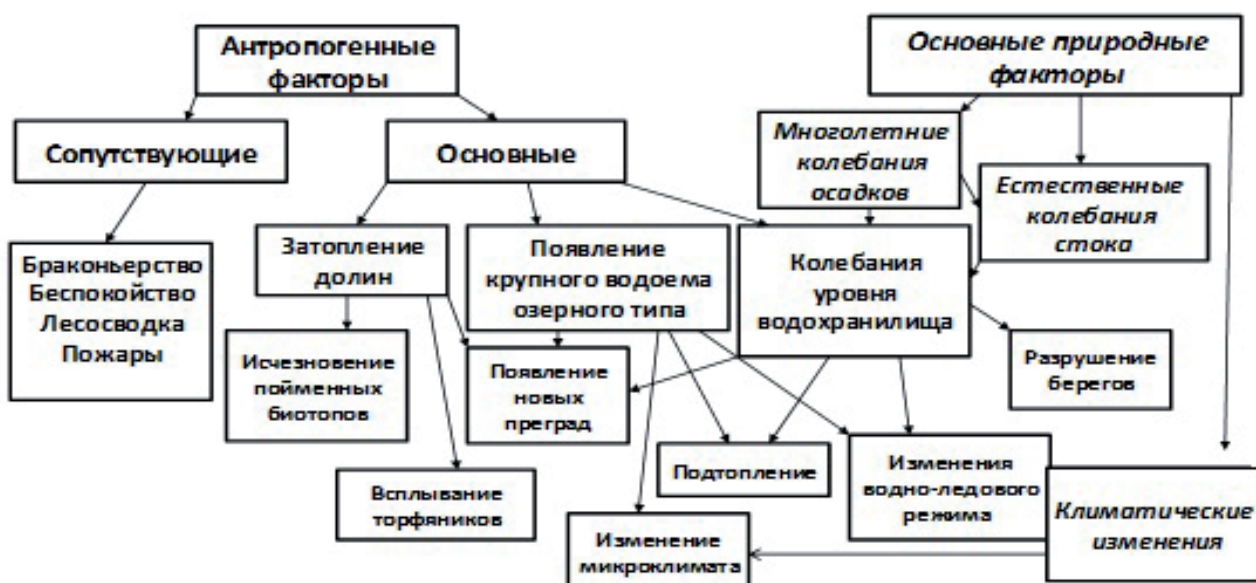 Антропогенные
факторы
Основные природные
факторы
Сопутствующие
Основные
Многолетние
колебания
осадков
Естественные
колебания
стока
Браконьерство
Беспокойство
Лесосводка
Пожары
Затопление
долин
Появление
крупного водоема
озерного типа
Колебания
уровня
водохранилища
Исчезновение
пойменных
биотопов
Появление
новых
преград
Разрушение
берегов
Всплывание
торфяников
Подтопление
Изменения
водно-ледового
режима
Изменение
микроклимата
Климатические
изменения